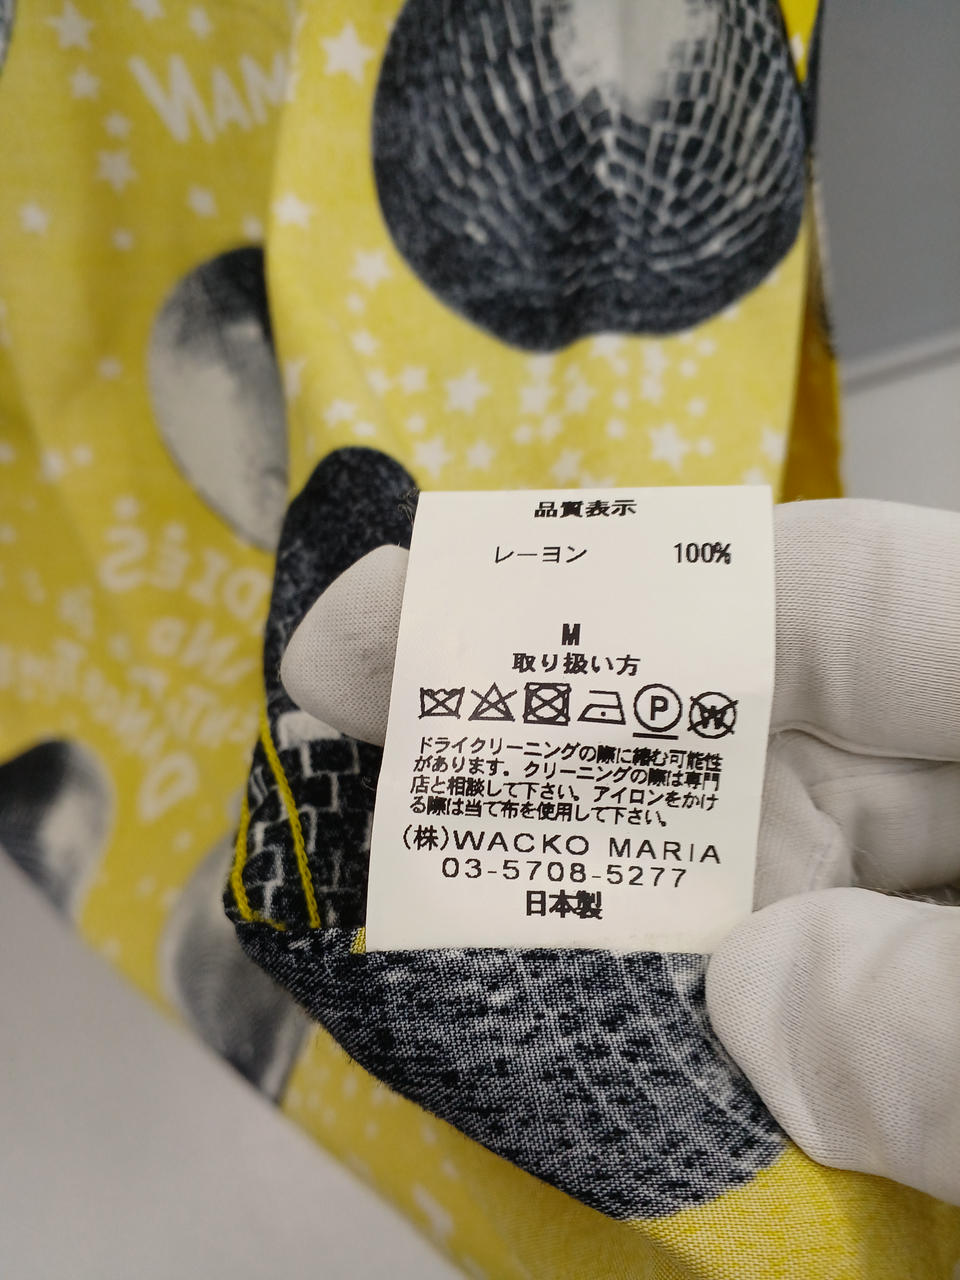 品質表示
レーヨン 100%
M
取り扱い方
P
W
ドライクリーニングの際に縮む可能性
があります。クリーニングの際は専門
店と相談して下さい。アイロンをかけ
る際は当て布を使用して下さい。
(株)WACKO MARIA
03-5708-5277
日本製